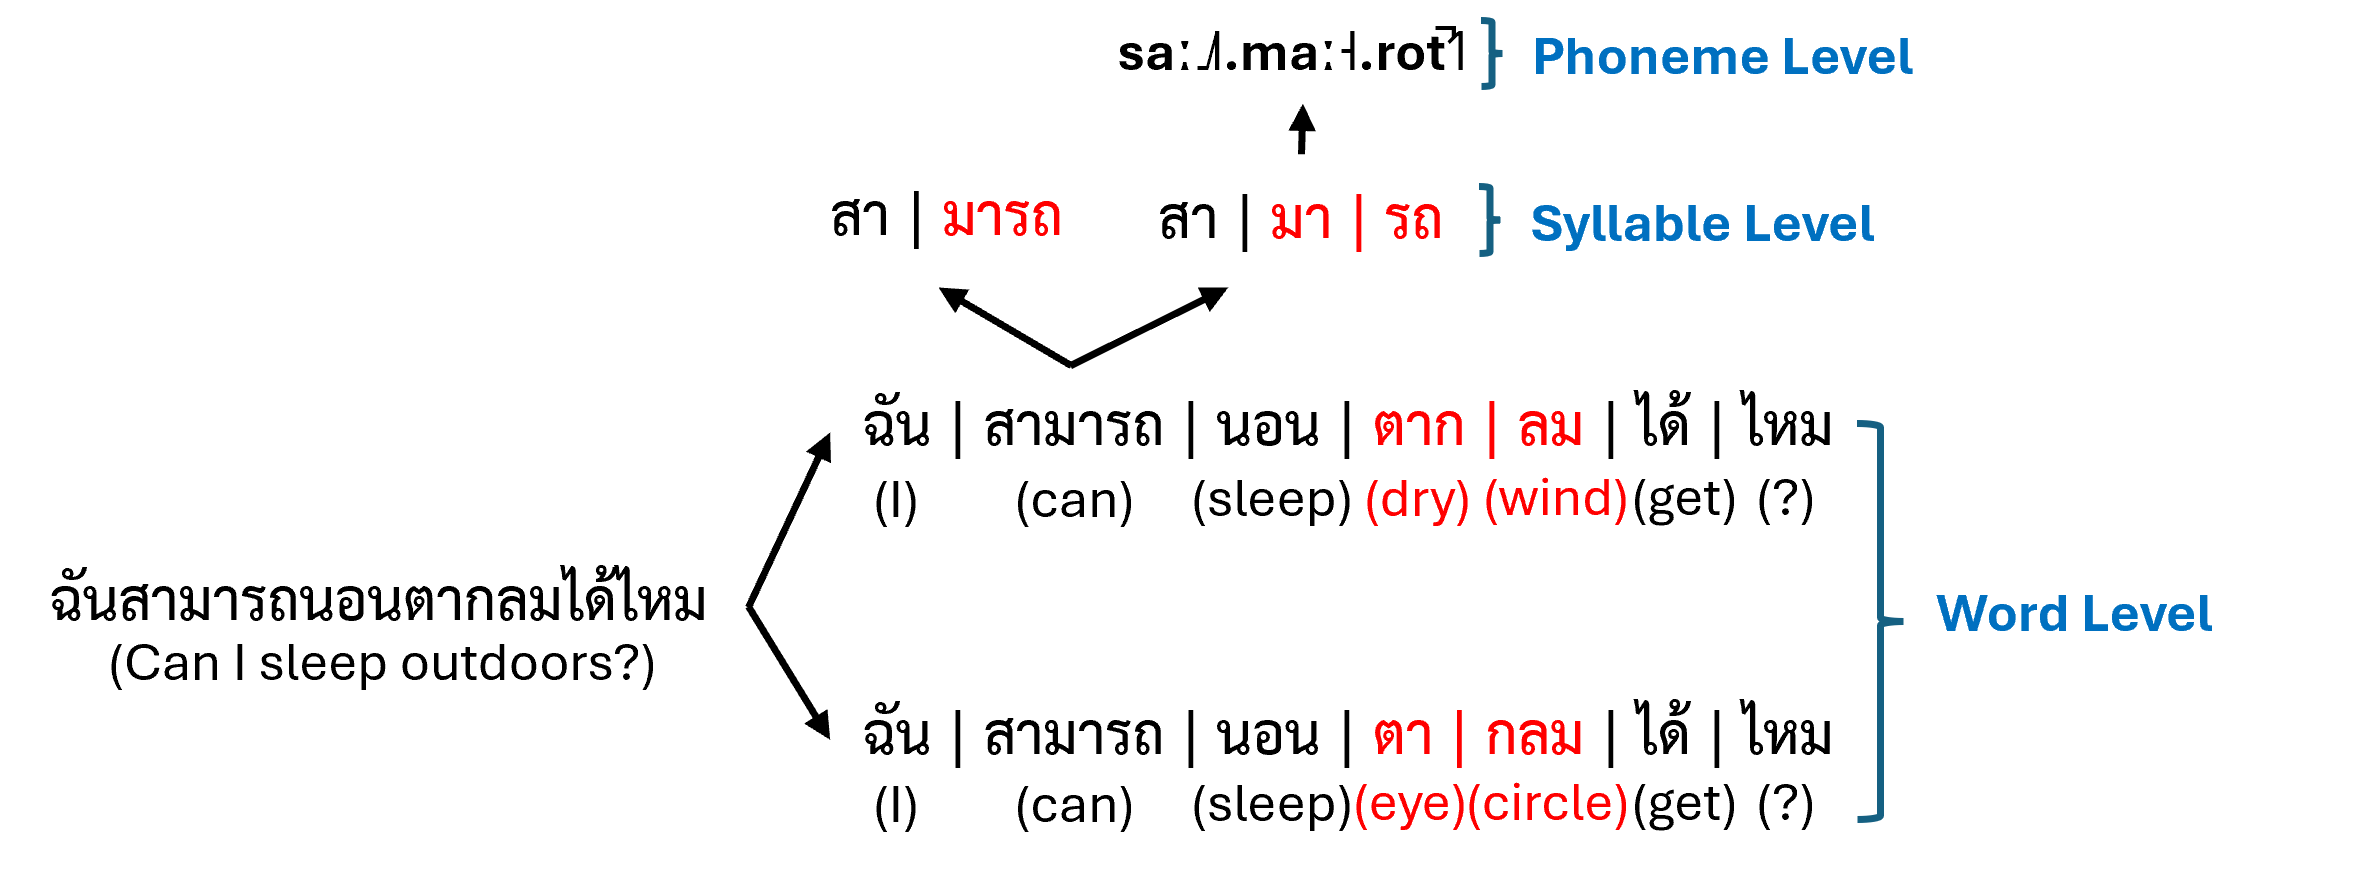 saː˩˩˦.maː˧.rot̚˥ Phoneme Level
สา | มารถ สา | มา | รถ Syllable Level
ฉัน | สามารถ | นอน | ตาก | ลม | ได้ | ไหม
(I) (can) (sleep) (dry) (wind) (get) (?)
ฉันสามารถนอนตากลมได้ไหม
(Can I sleep outdoors?)
Word Level
ฉัน | สามารถ | นอน | ตา | กลม | ได้ | ไหม
(I) (can) (sleep) (eye) (circle) (get) (?)